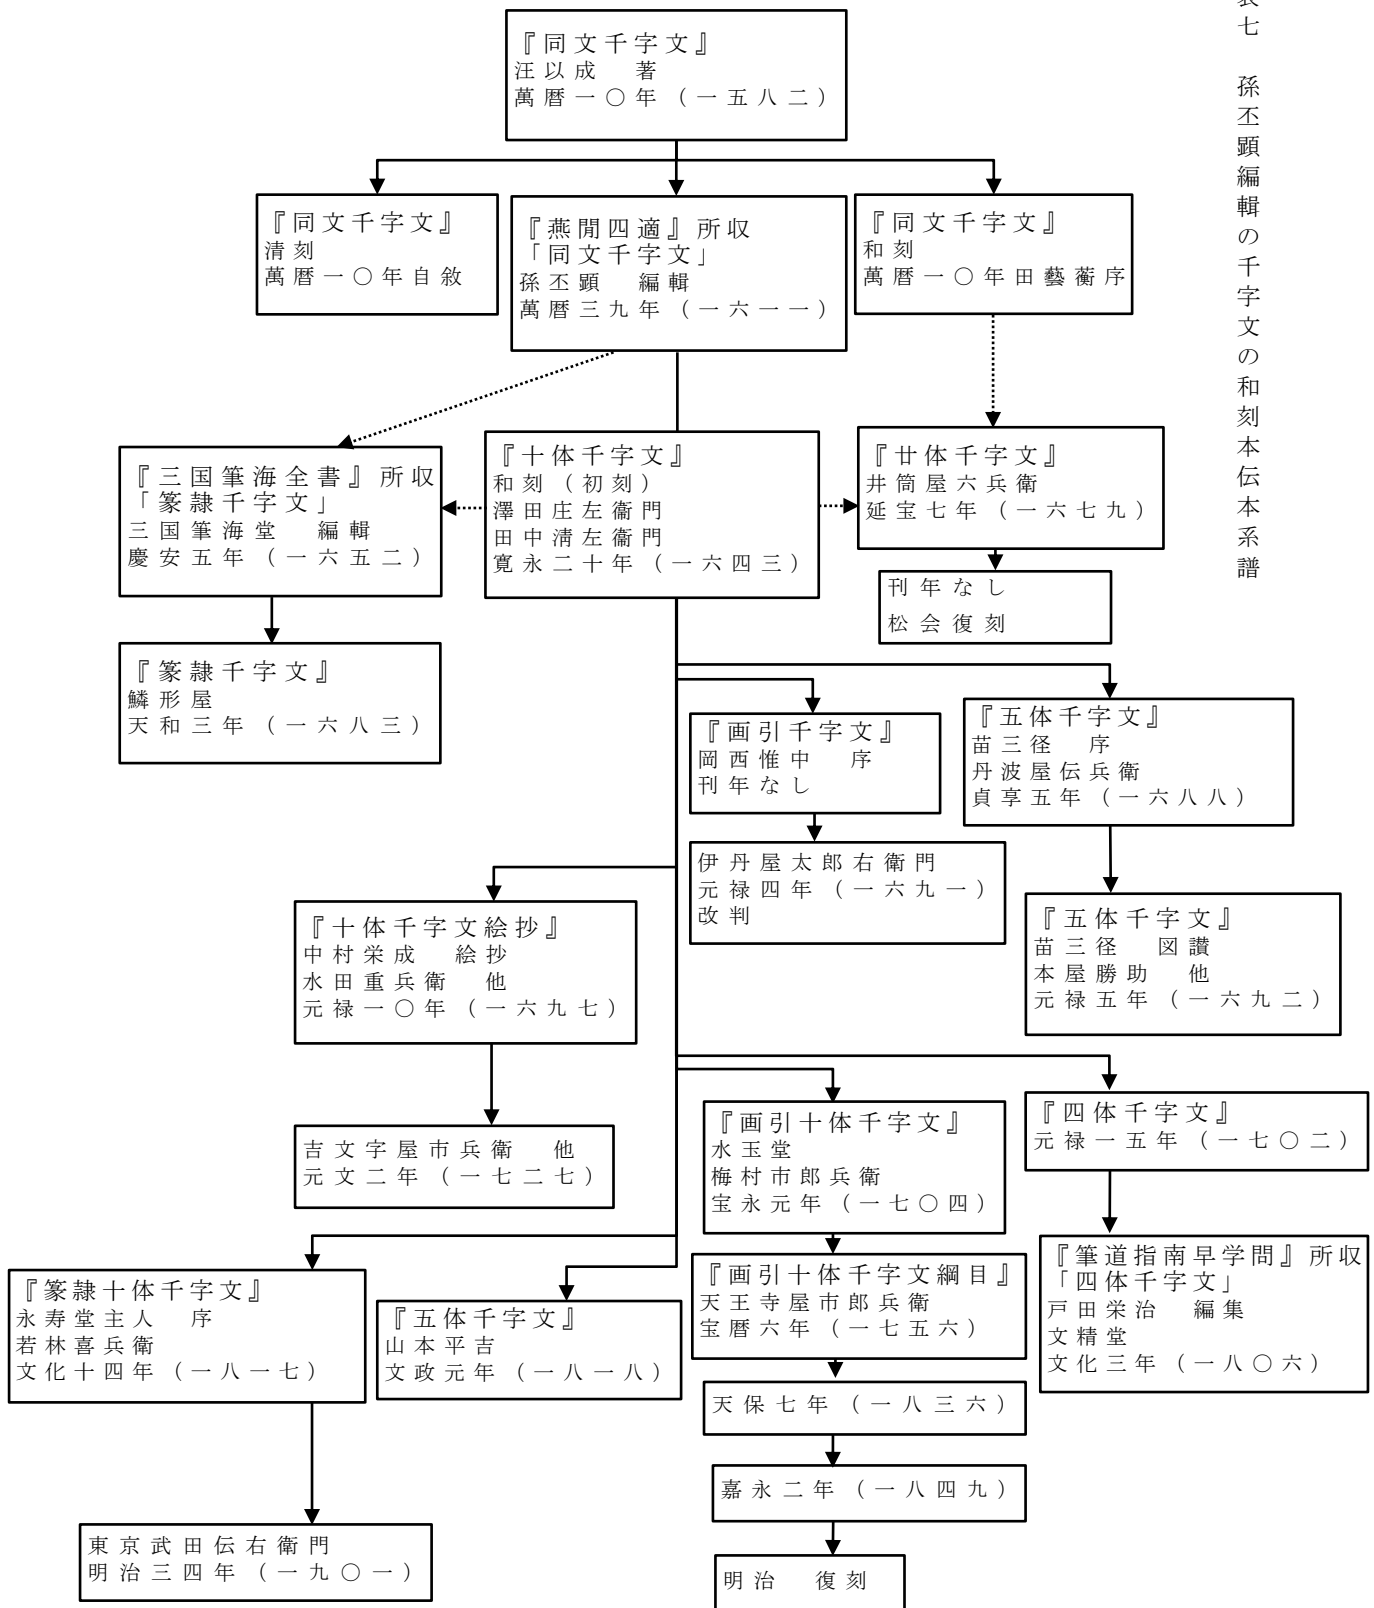 表七　孫丕顕編輯の千字文の和刻本伝本系譜
『同文千字文』
汪以成　著
萬暦一〇年（一五八二）
『同文千字文』
清刻
萬暦一〇年自敘
『燕閒四適』所収
「同文千字文」
孫丕顕　編輯
萬暦三九年（一六一一）
『同文千字文』
和刻
萬暦一〇年田藝蘅序
『三国筆海全書』所収
「篆隷千字文」
三国筆海堂　編輯
慶安五年（一六五二）
『十体千字文』
和刻（初刻）
澤田庄左衞門
田中淸左衞門
寛永二十年（一六四三）
『廿体千字文』
井筒屋六兵衛
延宝七年（一六七九）
刊年なし
松会復刻
『篆隷千字文』
鱗形屋
天和三年（一六八三）
『画引千字文』
岡西惟中　序
刊年なし
『五体千字文』
苗三径　序
丹波屋伝兵衛
貞享五年（一六八八）
伊丹屋太郎右衛門
元禄四年（一六九一）
改判
『十体千字文絵抄』
中村栄成　絵抄
水田重兵衛　他
元禄一〇年（一六九七）
『五体千字文』
苗三径　図讃
本屋勝助　他
元禄五年（一六九二）
吉文字屋市兵衛　他
元文二年（一七二七）
『画引十体千字文』
水玉堂
梅村市郎兵衛
宝永元年（一七〇四）
『四体千字文』
元禄一五年（一七〇二）
『篆隷十体千字文』
永寿堂主人　序
若林喜兵衛
文化十四年（一八一七）
『五体千字文』
山本平吉
文政元年（一八一八）
『画引十体千字文綱目』
天王寺屋市郎兵衛
宝暦六年（一七五六）
『筆道指南早学問』所収
「四体千字文」
戸田栄治　編集
文精堂
文化三年（一八〇六）
天保七年（一八三六）
嘉永二年（一八四九）
東京武田伝右衛門
明治三四年（一九〇一）
明治　復刻